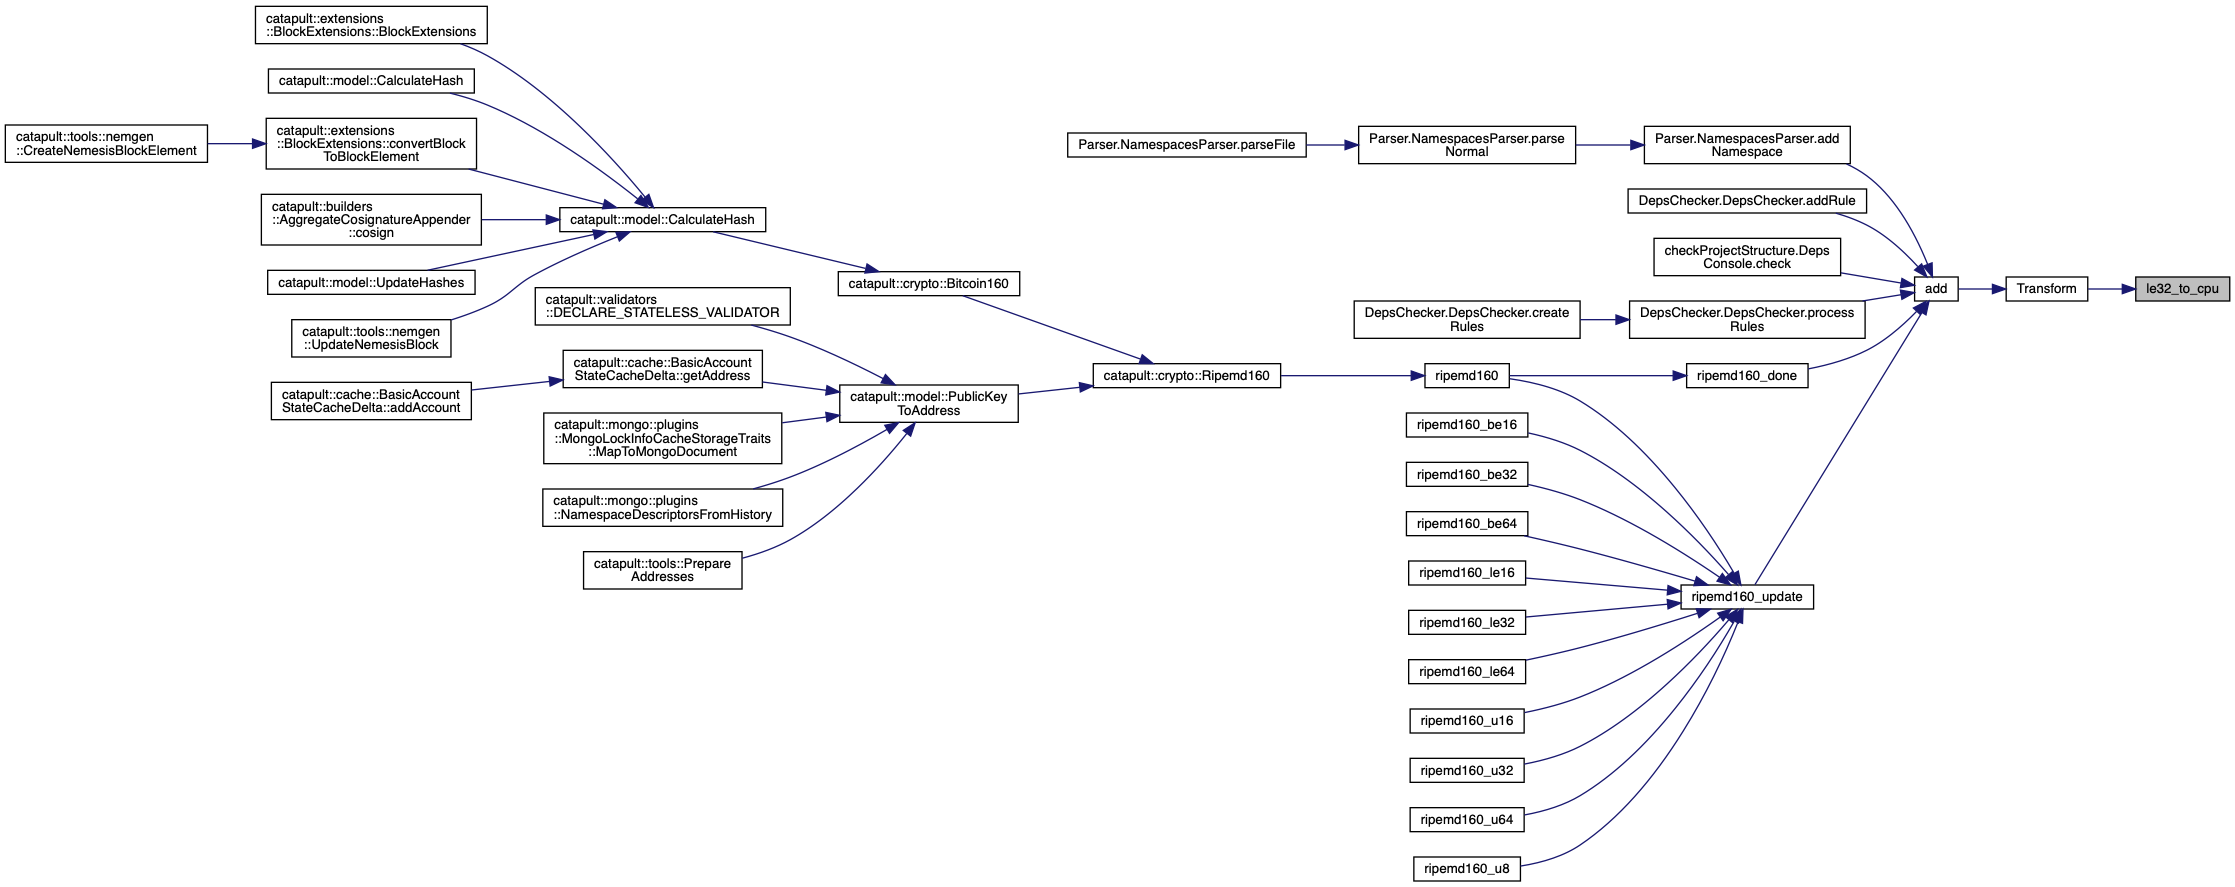 catapult::extensions
::BlockExtensions::BlockExtensions
catapult::model::CalculateHash
catapult::tools::nemgen
::CreateNemesisBlockElement
catapult::extensions
::BlockExtensions::convertBlock
ToBlockElement
catapult::builders
::AggregateCosignatureAppender
::cosign
catapult::model::UpdateHashes
catapult::tools::nemgen
::UpdateNemesisBlock
catapult::cache::BasicAccount
StateCacheDelta::addAccount
catapult::model::CalculateHash
catapult::validators
::DECLARE_STATELESS_VALIDATOR
catapult::cache::BasicAccount
StateCacheDelta::getAddress
catapult::mongo::plugins
::MongoLockInfoCacheStorageTraits
::MapToMongoDocument
catapult::mongo::plugins
::NamespaceDescriptorsFromHistory
catapult::tools::Prepare
Addresses
catapult::crypto::Bitcoin160
catapult::model::PublicKey
ToAddress
catapult::crypto::Ripemd160
Parser.NamespacesParser.parseFile
Parser.NamespacesParser.parse
Normal
Parser.NamespacesParser.add
Namespace
DepsChecker.DepsChecker.addRule
checkProjectStructure.Deps
Console.check
DepsChecker.DepsChecker.create
Rules
DepsChecker.DepsChecker.process
Rules
ripemd160
ripemd160_done
ripemd160_be16
ripemd160_be32
ripemd160_be64
ripemd160_le16
ripemd160_le32
ripemd160_le64
ripemd160_u16
ripemd160_u32
ripemd160_u64
ripemd160_u8
ripemd160_update
add
Transform
le32_to_cpu